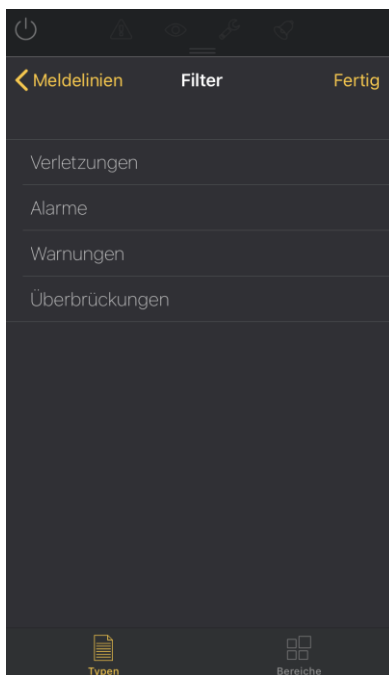 Meldelinien Filter Fertig
Verletzungen
Alarme
Warnungen
Überbrückungen
Typen Bereiche